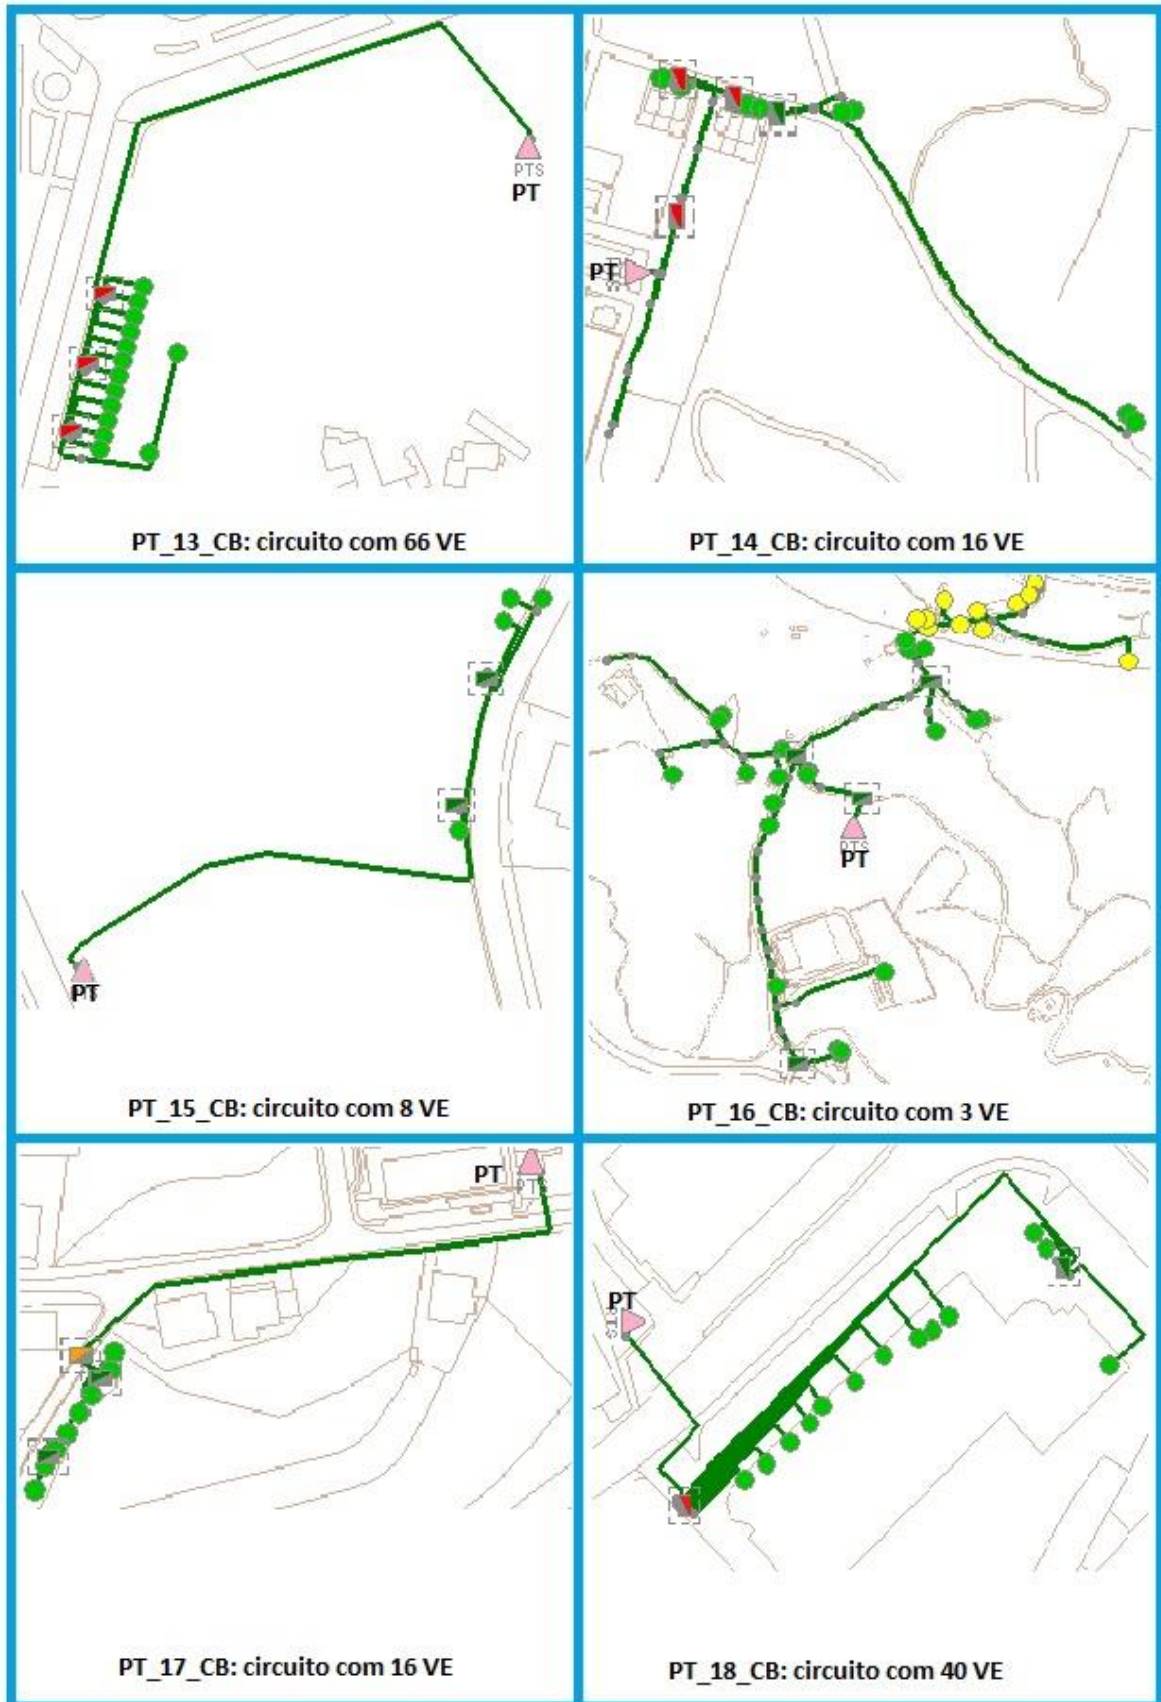 PTS
PT
PT_13_CB: circuito com 66 VE
PT
PT_14_CB: circuito com 16 VE
PT
PT_15_CB: circuito com 8 VE
PTS
PT
PT_16_CB: circuito com 3 VE
PT
PTS
PT_17_CB: circuito com 16 VE
PT
PTS
PT_18_CB: circuito com 40 VE